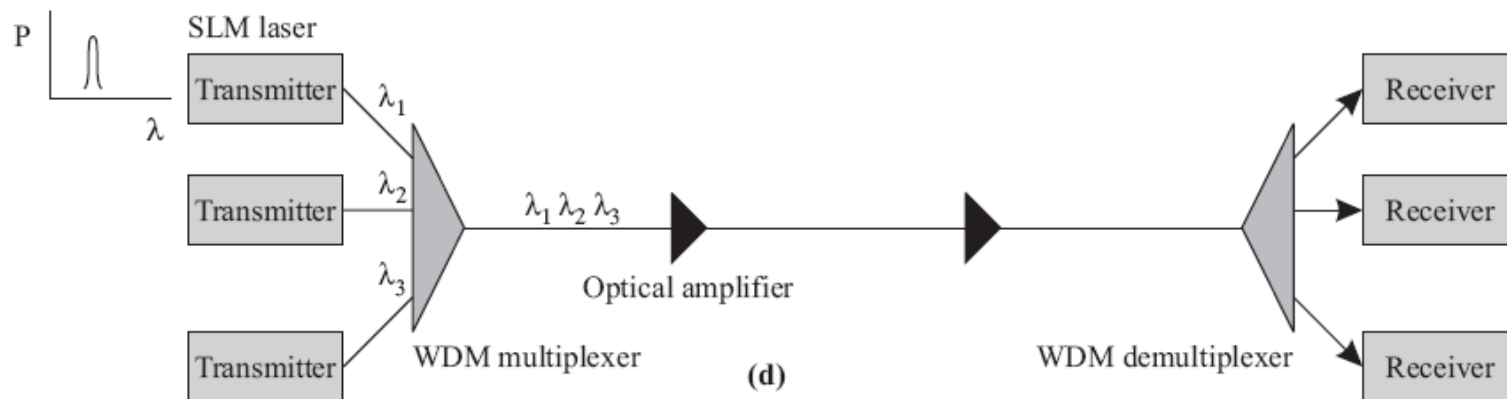 P
λ
SLM laser
Transmitter
λ1
Transmitter
λ2
Transmitter
λ3
WDM multiplexer
λ1 λ2 λ3
Optical amplifier
WDM demultiplexer
Receiver
Receiver
Receiver
(d)